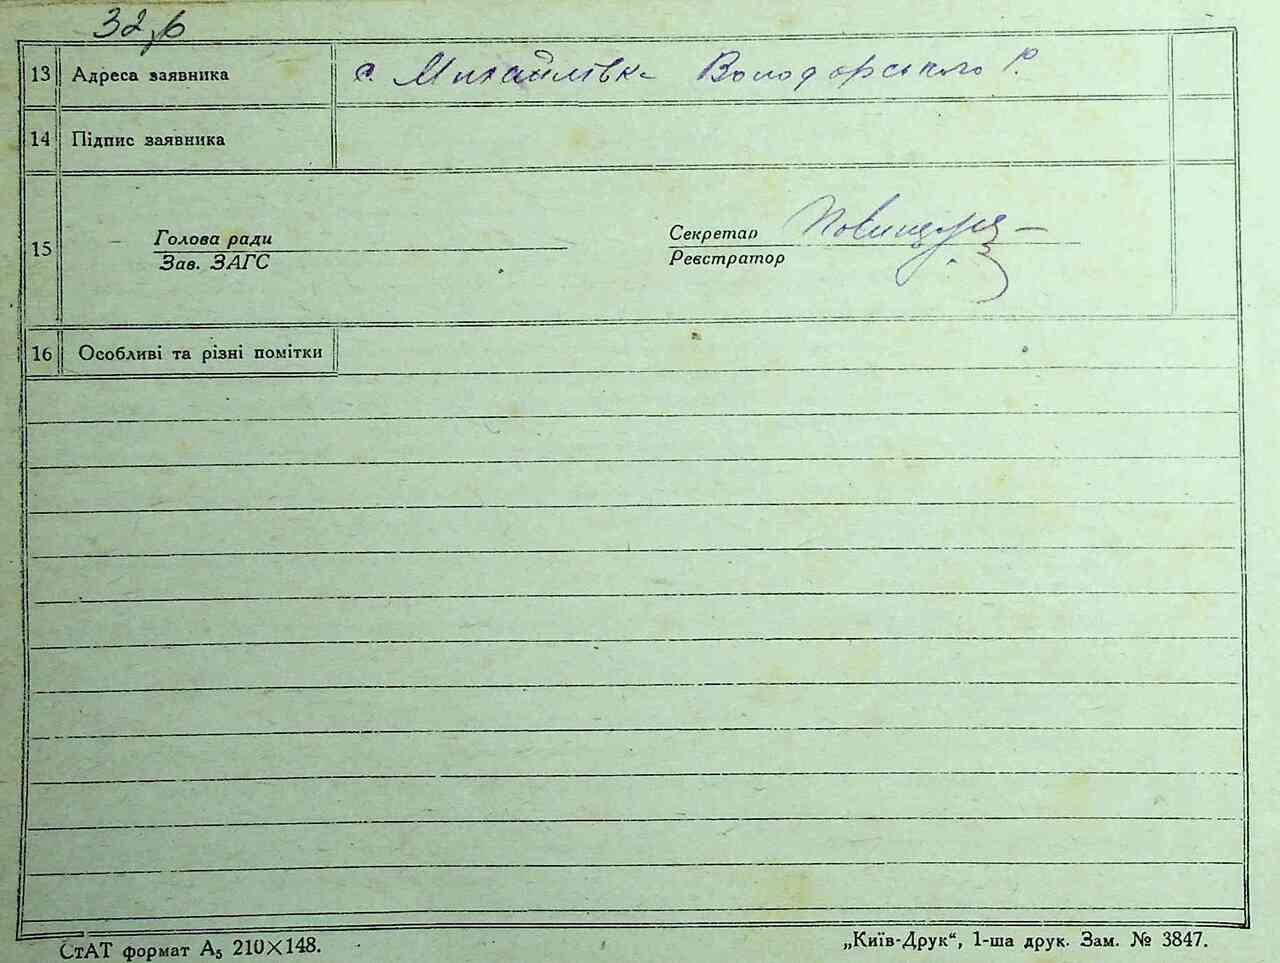 32,б
13 Адреса заявника с. Михайлівка Володарського р.
14 Підпис заявника
15 Голова ради
Зав. ЗАГС
Секретар
Реєстратор
16 Особливі та різні помітки
СтАТ формат А₅ 210×148.
„Київ-Друк“, 1-ша друк. Зам. № 3847.